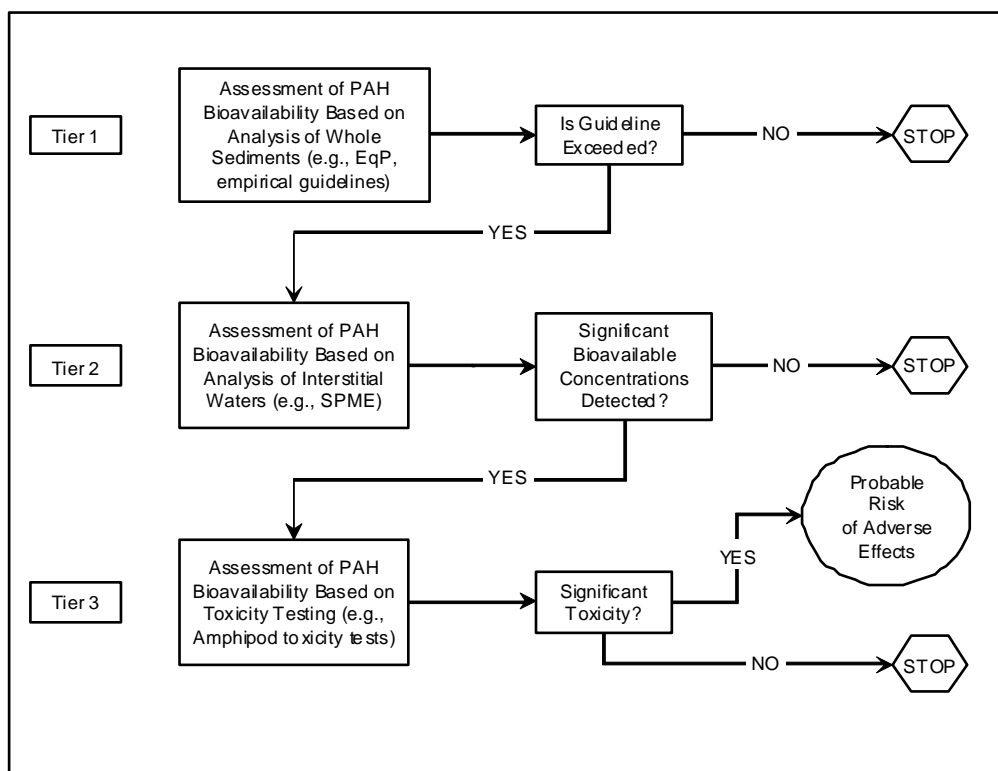 Tier 1
Assessment of PAH
Bioavailability Based on
Analysis of Whole
Sediments (e.g., EqP,
empirical guidelines)
Is Guideline
Exceeded?
NO
STOP
YES
Tier 2
Assessment of PAH
Bioavailability Based on
Analysis of Interstitial
Waters (e.g., SPME)
Significant
Bioavailable
Concentrations
Detected?
NO
STOP
YES
Probable
Risk
of Adverse
Effects
YES
Tier 3
Assessment of PAH
Bioavailability Based on
Toxicity Testing (e.g.,
Amphipod toxicity tests)
Significant
Toxicity?
NO
STOP